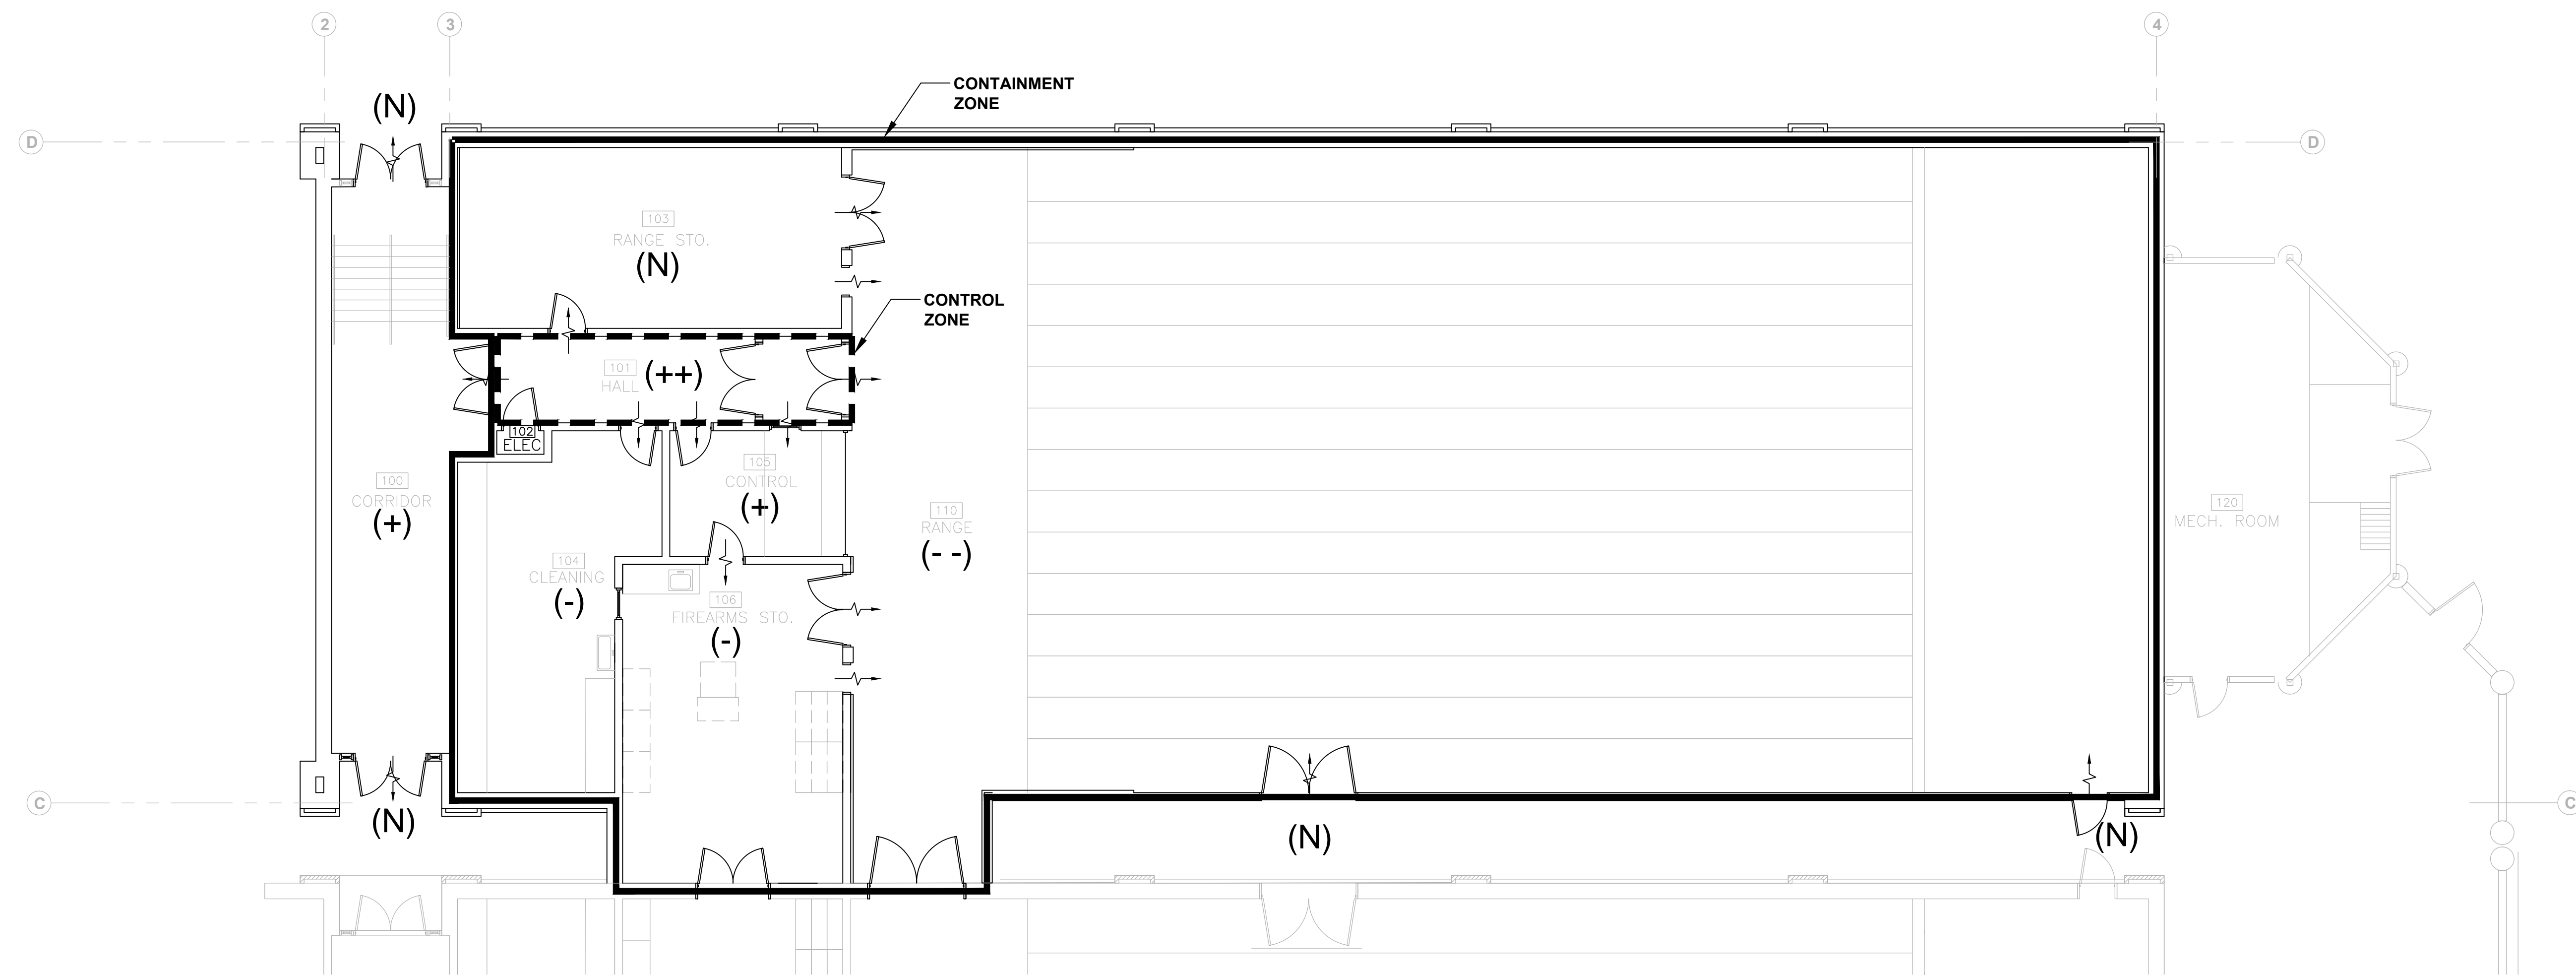 2
3
4
CONTAINMENT
ZONE
(N)
D
D
103
RANGE STO.
(N)
CONTROL
ZONE
101
HALL
(++)
102
ELEC
105
CONTROL
(+)
100
CORRIDOR
(+)
110
RANGE
(- -)
120
MECH. ROOM
104
CLEANING
(-)
106
FIREARMS STO.
(-)
C
C
(N)
(N)
(N)